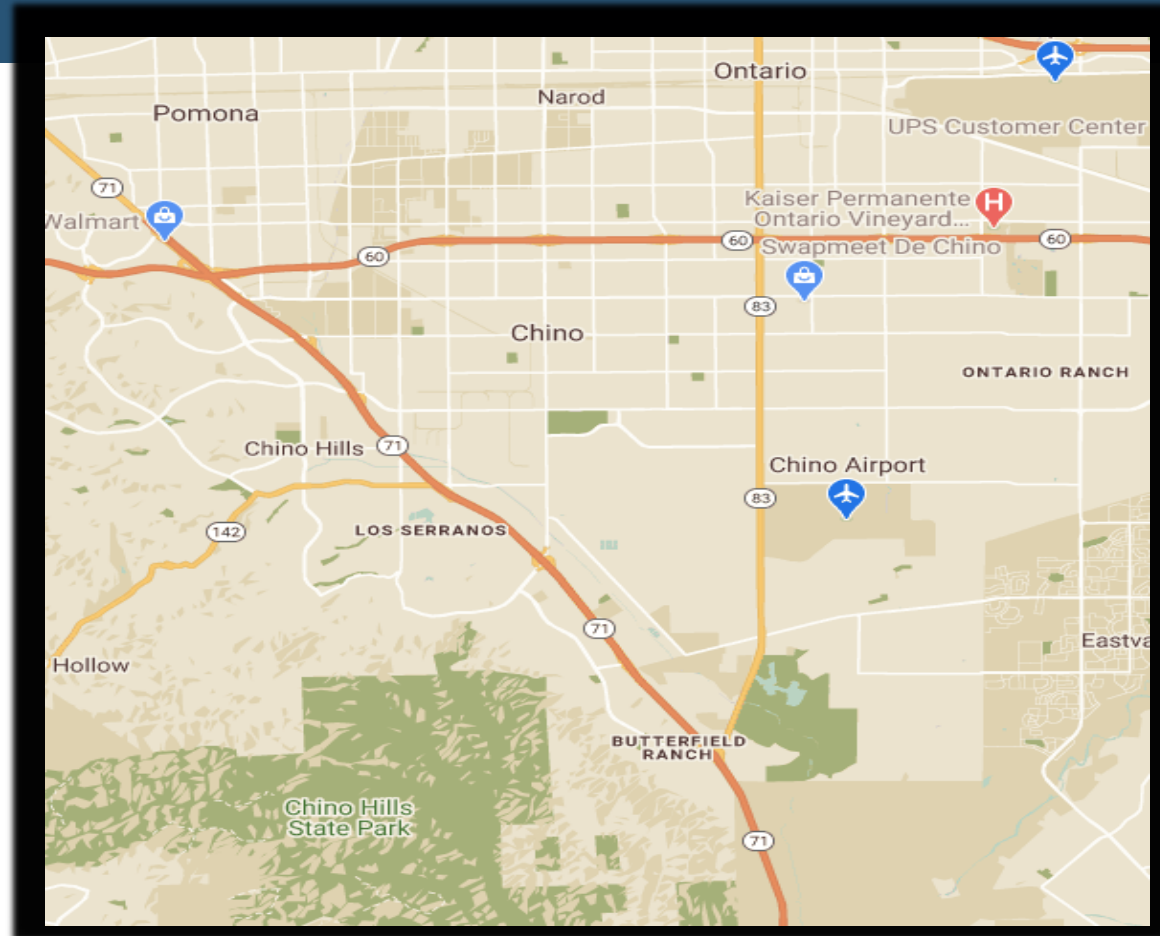 Ontario
Narod
Pomona
UPS Customer Center
71
Walmart
Kaiser Permanente
Ontario Vineyard...
60
60
60
Swapmeet De Chino
83
Chino
ONTARIO RANCH
Chino Hills
71
Chino Airport
83
142
LOS SERRANOS
71
Eastva
Hollow
BUTTERFIELD
RANCH
Chino Hills
State Park
71
H